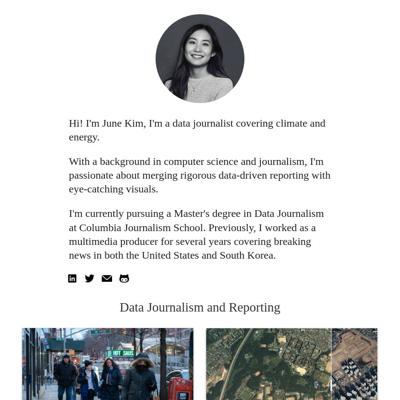 Hi! I'm June Kim, I'm a data journalist covering climate and
energy.
With a background in computer science and journalism, I'm
passionate about merging rigorous data-driven reporting with
eye-catching visuals.
I'm currently pursuing a Master's degree in Data Journalism
at Columbia Journalism School. Previously, I worked as a
multimedia producer for several years covering breaking
news in both the United States and South Korea.
Data Journalism and Reporting